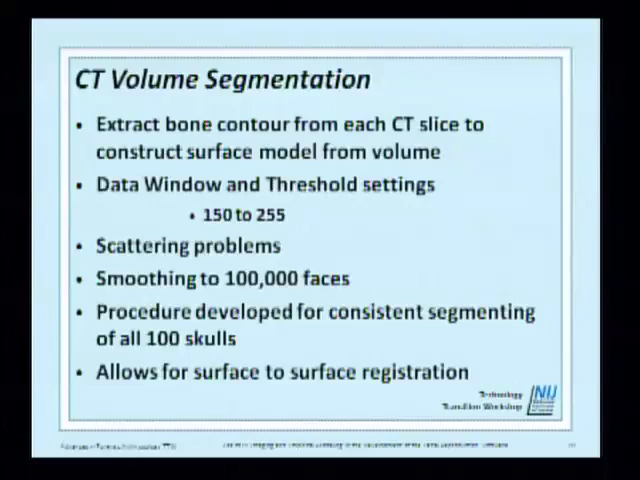 CT Volume Segmentation
• Extract bone contour from each CT slice to
construct surface model from volume
• Data Window and Threshold settings
• 150 to 255
• Scattering problems
• Smoothing to 100,000 faces
• Procedure developed for consistent segmenting
of all 100 skulls
• Allows for surface to surface registration
Technology
Transition Workshop
NIJ